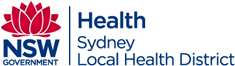 NSW
GOVERNMENT
Health
Sydney
Local Health District